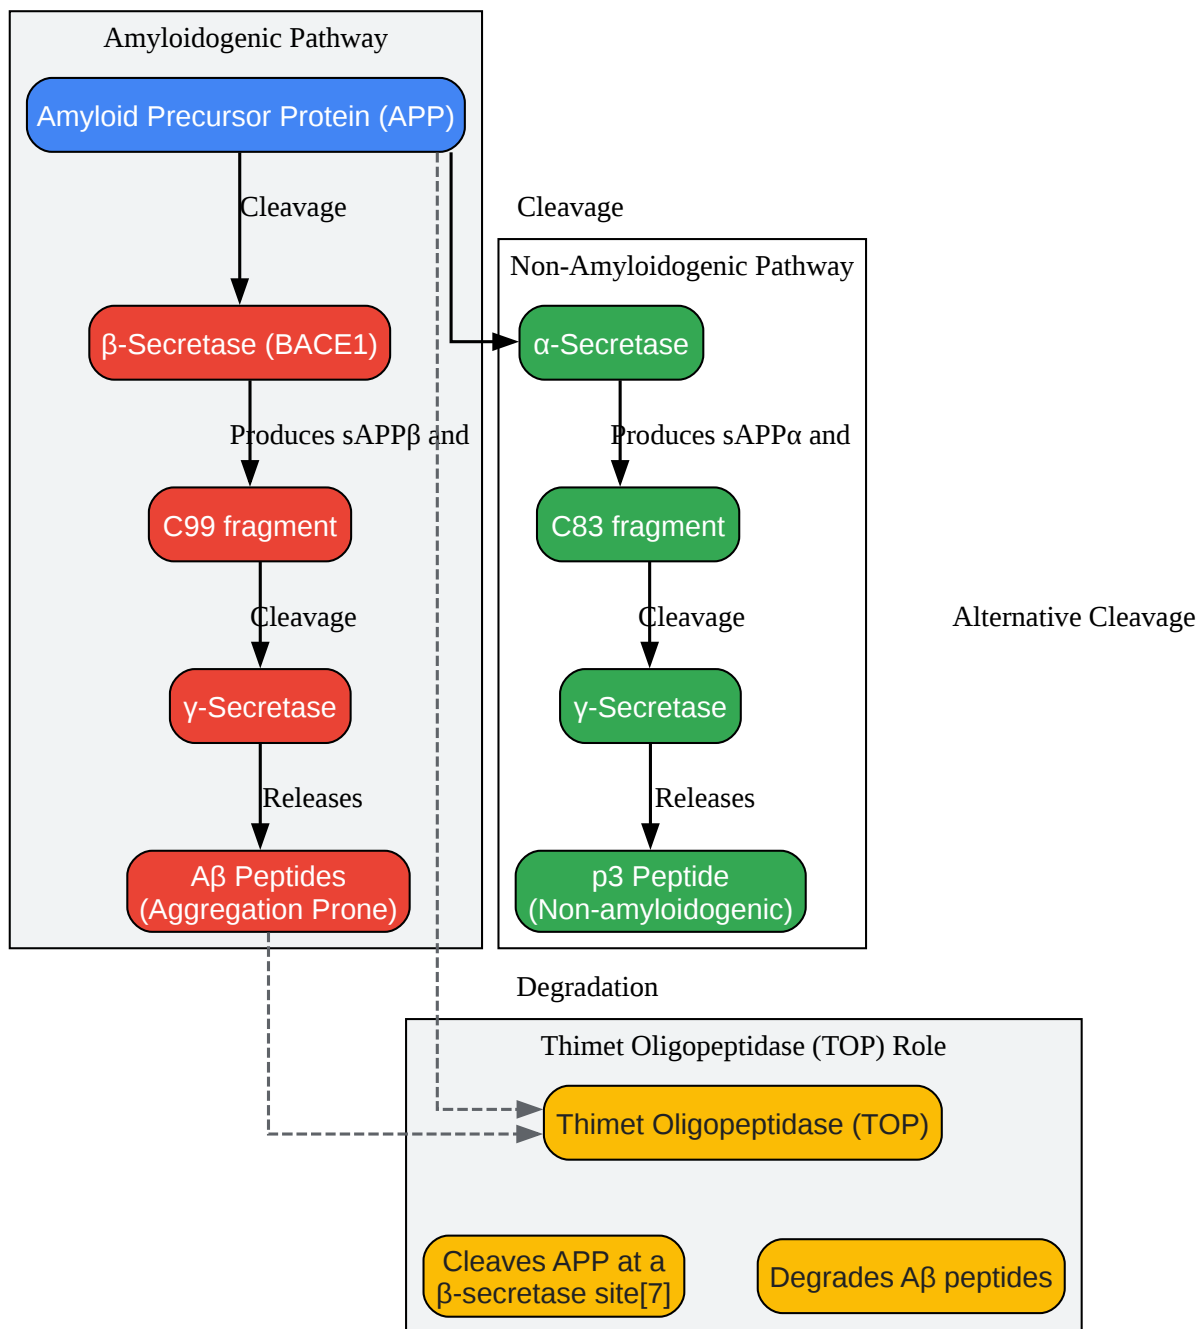 Amyloidogenic Pathway
Amyloid Precursor Protein (APP)
Cleavage
Cleavage
Non-Amyloidogenic Pathway
β-Secretase (BACE1)
α-Secretase
Produces sAPPβ and
Produces sAPPα and
C99 fragment
C83 fragment
Cleavage
Cleavage
Alternative Cleavage
γ-Secretase
γ-Secretase
Releases
Releases
Aβ Peptides
(Aggregation Prone)
p3 Peptide
(Non-amyloidogenic)
Degradation
Thimet Oligopeptidase (TOP) Role
Thimet Oligopeptidase (TOP)
Cleaves APP at a
β-secretase site[7]
Degrades Aβ peptides